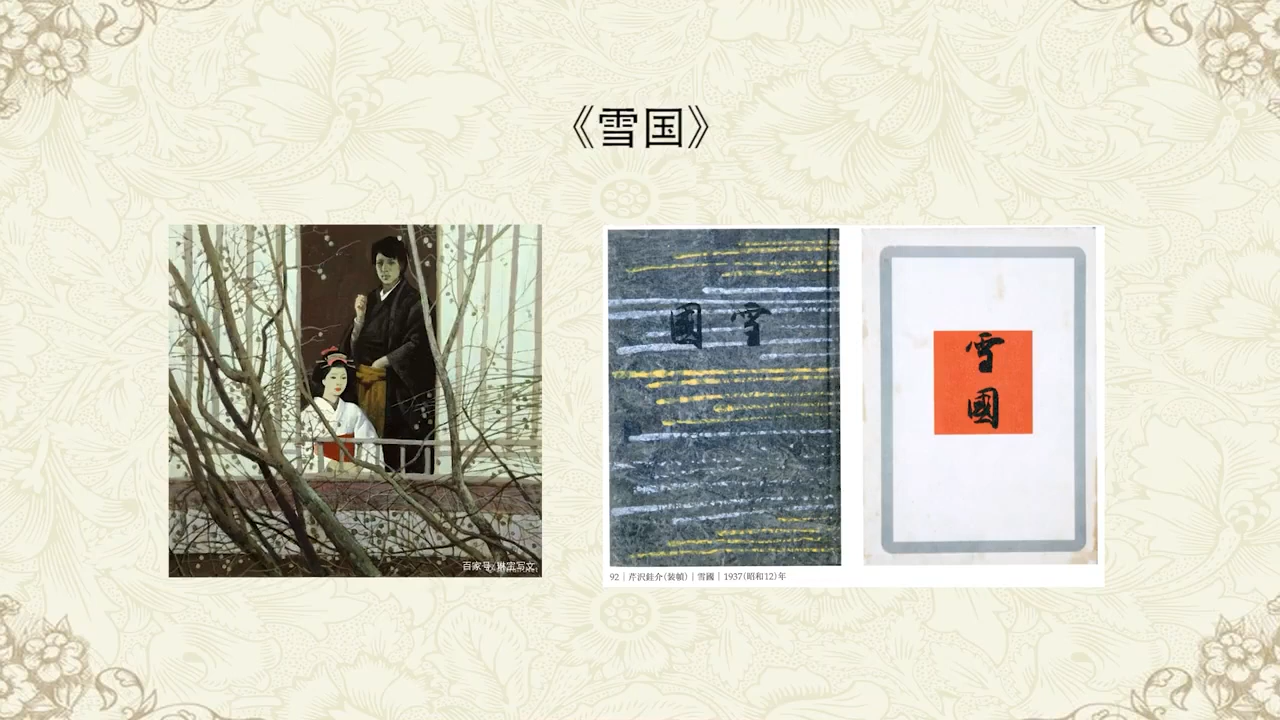 《雪国》
國雪
雪
國
百家号/琳宝写文
92｜芹沢銈介(装幀)｜雪國｜1937(昭和12)年